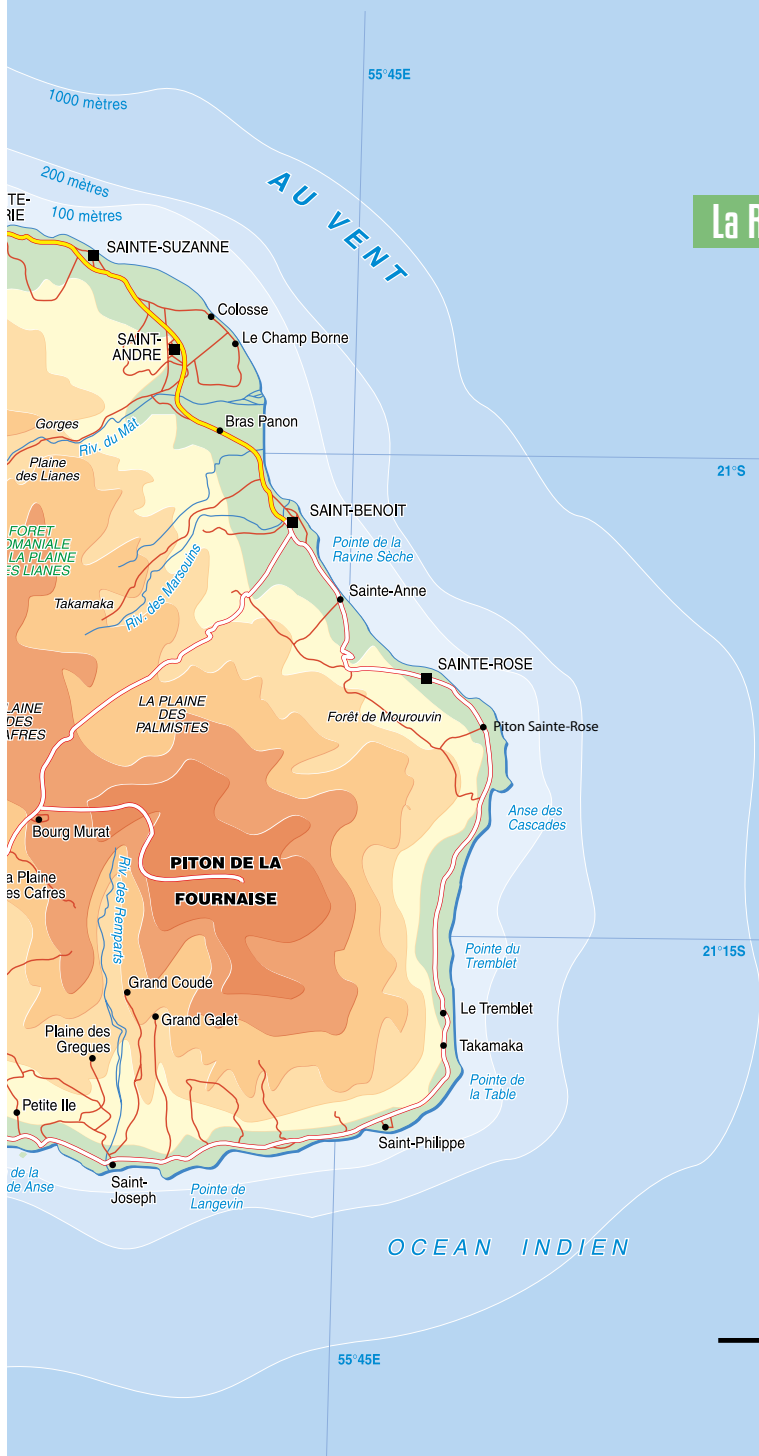 55°45E
1000 mètres
200 mètres
100 mètres
AU VENT
La R
TE-
RIE
SAINTE-SUZANNE
Colosse
Le Champ Borne
SAINT-
ANDRE
Gorges
Riv. du Mât
Bras Panon
Plaine
des Lianes
21°S
SAINT-BENOIT
FORET
OMANIALE
LA PLAINE
ES LIANES
Pointe de la
Ravine Sèche
Riv. des Marsouins
Takamaka
Sainte-Anne
SAINTE-ROSE
LAINE
DES
AFRES
LA PLAINE
DES
PALMISTES
Forêt de Mourouvin
Piton Sainte-Rose
Anse des
Cascades
Bourg Murat
PITON DE LA
FOURNAISE
a Plaine
es Cafres
Riv. des Remparts
Pointe du
Tremblet
21°15S
Grand Coude
Grand Galet
Le Tremblet
Plaine des
Gregues
Takamaka
Pointe de
la Table
Petite Ile
Saint-Philippe
de la
de Anse
Saint-
Joseph
Pointe de
Langevin
OCEAN INDIEN
55°45E